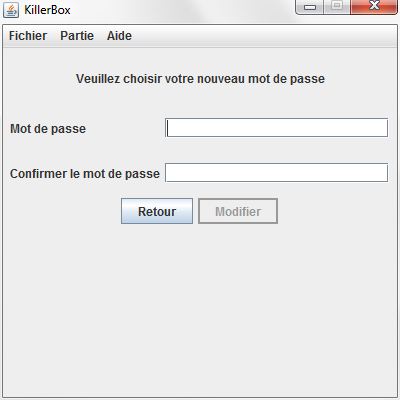 KillerBox
Fichier Partie Aide
Veuillez choisir votre nouveau mot de passe
Mot de passe
Confirmer le mot de passe
Retour Modifier